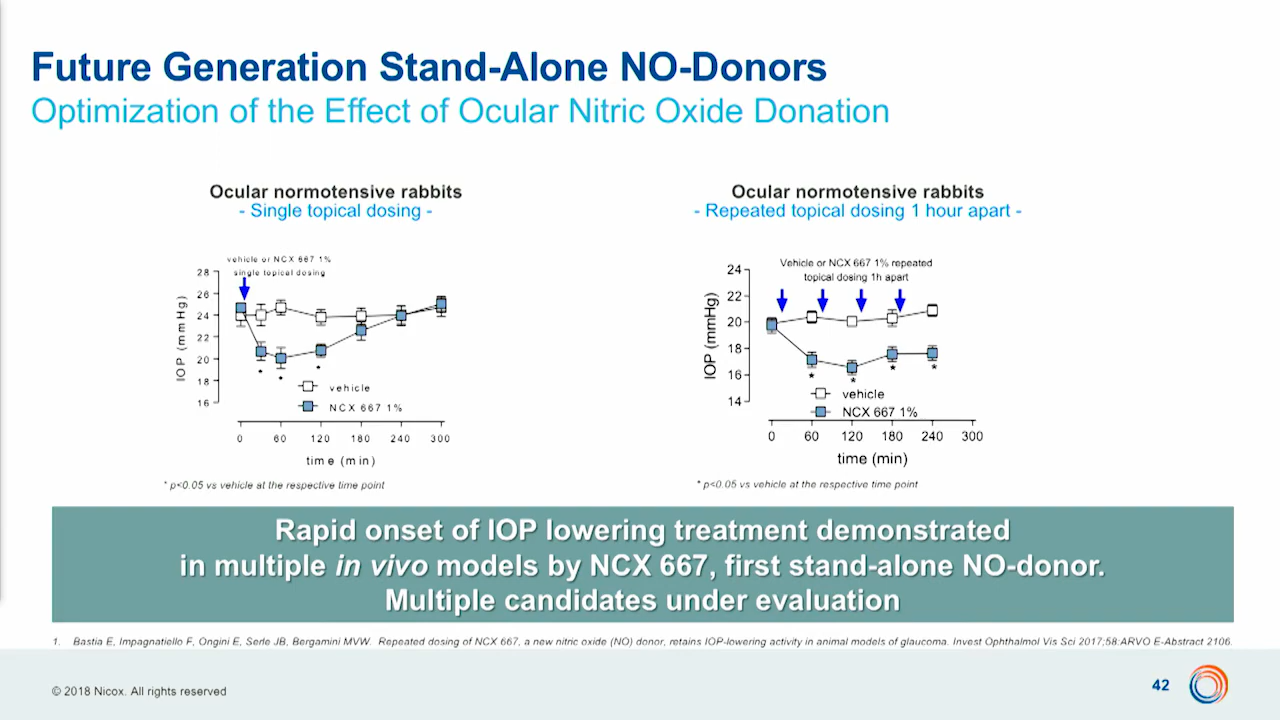 Future Generation Stand-Alone NO-Donors
Optimization of the Effect of Ocular Nitric Oxide Donation
Ocular normotensive rabbits
- Single topical dosing -
vehicle or NCX 667 1%
single topical dosing
28
26
24
22
20
18
16
IOP (mmHg)
*
*
*
vehicle
NCX 667 1%
0 60 120 180 240 300
time (min)
* p<0.05 vs vehicle at the respective time point
Ocular normotensive rabbits
- Repeated topical dosing 1 hour apart -
Vehicle or NCX 667 1% repeated
topical dosing 1h apart
24
22
20
18
16
14
IOP (mmHg)
*
*
*
*
vehicle
NCX 667 1%
0 60 120 180 240 300
time (min)
* p<0.05 vs vehicle at the respective time point
Rapid onset of IOP lowering treatment demonstrated
in multiple in vivo models by NCX 667, first stand-alone NO-donor.
Multiple candidates under evaluation
1. Bastia E, Impagnatiello F, Ongini E, Serle JB, Bergamini MVW. Repeated dosing of NCX 667, a new nitric oxide (NO) donor, retains IOP-lowering activity in animal models of glaucoma. Invest Ophthalmol Vis Sci 2017;58:ARVO E-Abstract 2106.
© 2018 Nicox. All rights reserved
42